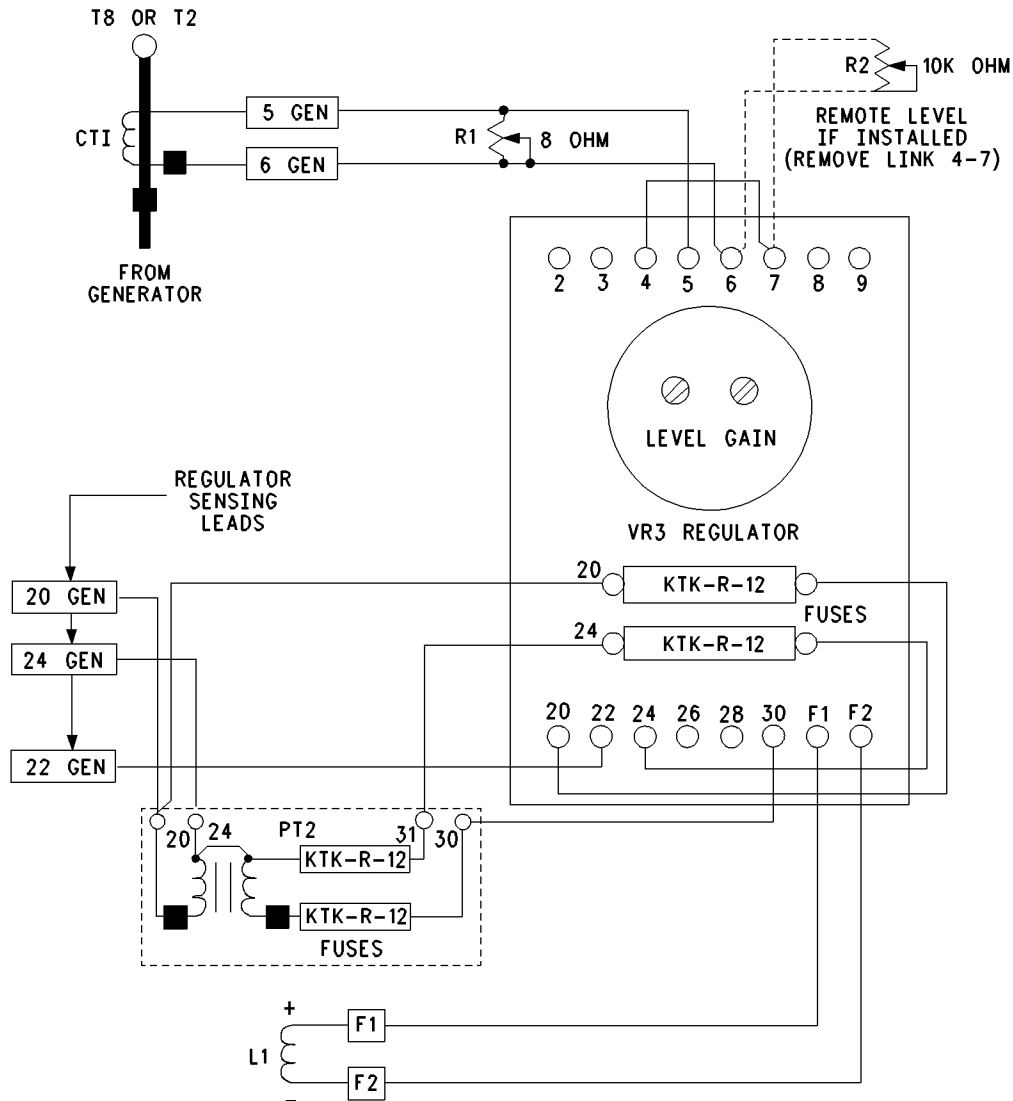 T8 OR T2
5 GEN
CTI
6 GEN
R1
8 OHM
FROM
GENERATOR
R2
10K OHM
REMOTE LEVEL
IF INSTALLED
(REMOVE LINK 4-7)
2 3 4 5 6 7 8 9
LEVEL GAIN
VR3 REGULATOR
REGULATOR
SENSING
LEADS
20 GEN
24 GEN
22 GEN
20 KTK-R-12
FUSES
24 KTK-R-12
20 22 24 26 28 30 F1 F2
20 24 PT2 31 30
KTK-R-12
KTK-R-12
FUSES
+
F1
L1
F2
-